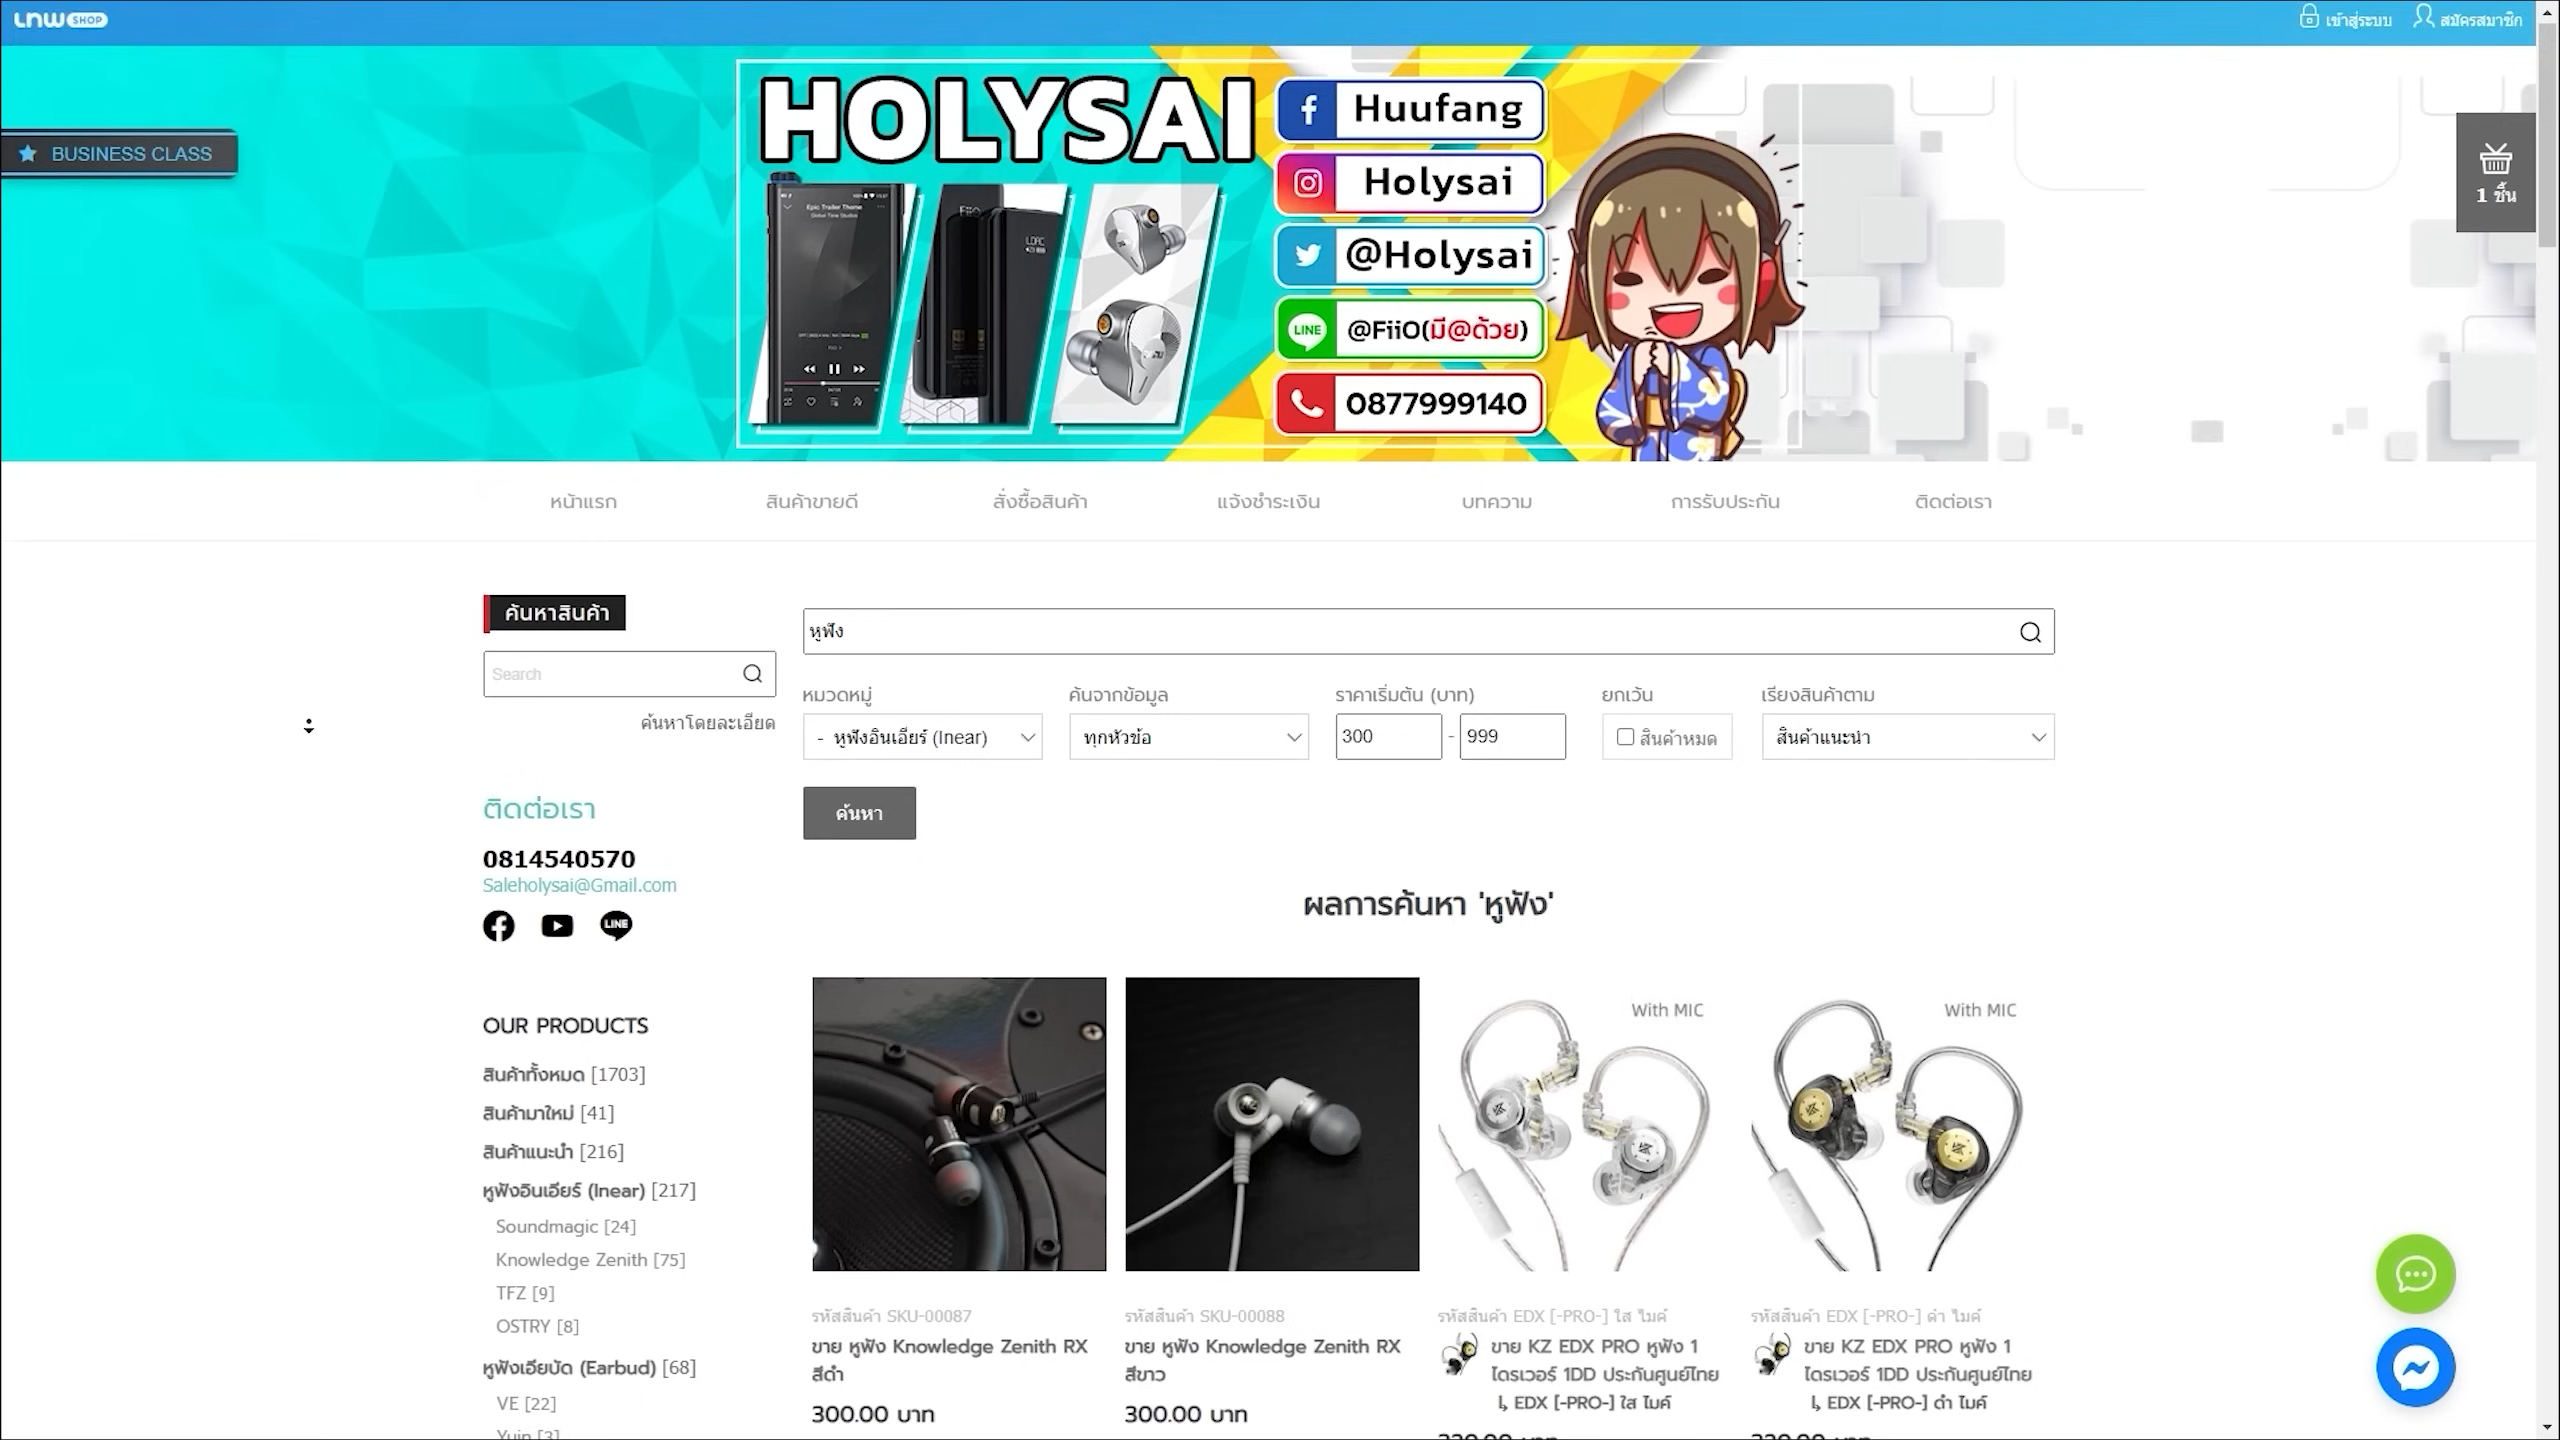 LNW SHOP
เข้าสู่ระบบ
สมัครสมาชิก
BUSINESS CLASS
HOLYSAI
Huufang
Holysai
@Holysai
LINE @FiiO(มี@ด้วย)
0877999140
1 ชิ้น
หน้าแรก
สินค้าขายดี
สั่งซื้อสินค้า
แจ้งชำระเงิน
บทความ
การรับประกัน
ติดต่อเรา
ค้นหาสินค้า
Search
ค้นหาโดยละเอียด
ติดต่อเรา
0814540570
Saleholysai@Gmail.com
LINE
OUR PRODUCTS
สินค้าทั้งหมด [1703]
สินค้ามาใหม่ [41]
สินค้าแนะนำ [216]
หูฟังอินเอียร์ (Inear) [217]
Soundmagic [24]
Knowledge Zenith [75]
TFZ [9]
OSTRY [8]
หูฟังเอียบัด (Earbud) [68]
VE [22]
Yuin [3]
หูฟัง
หมวดหมู่
- หูฟังอินเอียร์ (Inear)
ค้นจากข้อมูล
ทุกหัวข้อ
ราคาเริ่มต้น (บาท)
300 - 999
ยกเว้น
สินค้าหมด
เรียงสินค้าตาม
สินค้าแนะนำ
ค้นหา
ผลการค้นหา 'หูฟัง'
รหัสสินค้า SKU-00087
ขาย หูฟัง Knowledge Zenith RX
สีดำ
300.00 บาท
รหัสสินค้า SKU-00088
ขาย หูฟัง Knowledge Zenith RX
สีขาว
300.00 บาท
With MIC
รหัสสินค้า EDX [-PRO-] ใส ไมค์
ขาย KZ EDX PRO หูฟัง 1
ไดรเวอร์ 1DD ประกันศูนย์ไทย
↳ EDX [-PRO-] ใส ไมค์
With MIC
รหัสสินค้า EDX [-PRO-] ดำ ไมค์
ขาย KZ EDX PRO หูฟัง 1
ไดรเวอร์ 1DD ประกันศูนย์ไทย
↳ EDX [-PRO-] ดำ ไมค์